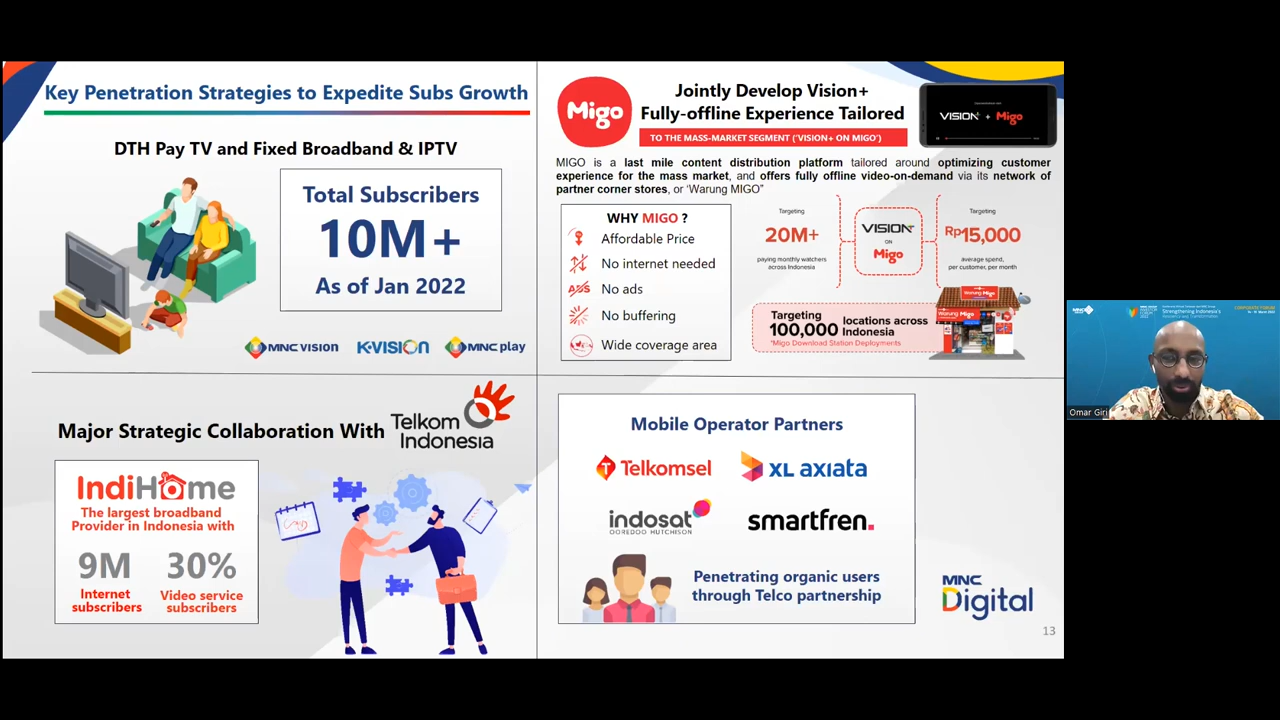 Key Penetration Strategies to Expedite Subs Growth
DTH Pay TV and Fixed Broadband & IPTV
Total Subscribers
10M+
As of Jan 2022
MNC VISION
K-VISION
MNC play
Migo
Jointly Develop Vision+
Fully-offline Experience Tailored
TO THE MASS-MARKET SEGMENT ('VISION+ ON MIGO')
VISION+ + Migo
MIGO is a last mile content distribution platform tailored around optimizing customer
experience for the mass market, and offers fully offline video-on-demand via its network of
partner corner stores, or 'Warung MIGO"
WHY MIGO ?
Affordable Price
No internet needed
ADS
No ads
No buffering
Wide coverage area
Targeting
20M+
paying monthly watchers
across Indonesia
VISION+
ON
Migo
Targeting
Rp15,000
average spend,
per customer, per month
Targeting
100,000 locations across
Indonesia
*Migo Download Station Deployments
Warung Migo
Warung Migo
Major Strategic Collaboration With
Telkom
Indonesia
IndiHome
The largest broadband
Provider in Indonesia with
9M
Internet
subscribers
30%
Video service
subscribers
Mobile Operator Partners
Telkomsel
XL axiata
indosat
OOREDOO HUTCHISON
smartfren.
Penetrating organic users
through Telco partnership
MNC
Digital
13
MNC
Strengthening Indonesia's
Omar Giri